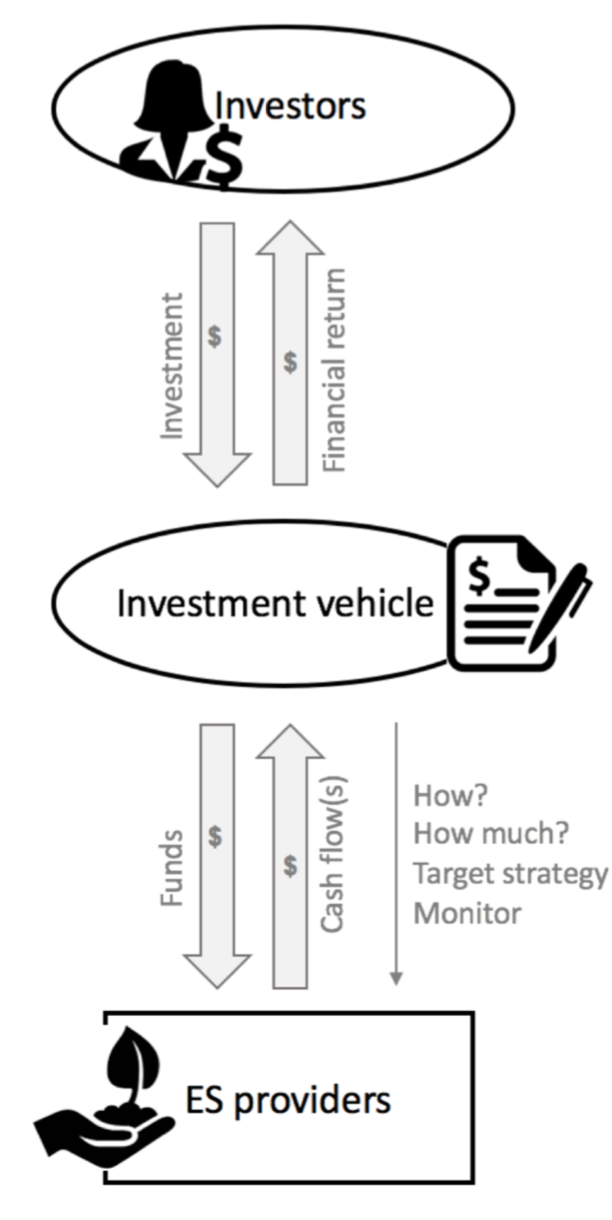 Investors
$
Investment
$
$
Financial return
Investment vehicle
$
Funds
$
$
Cash flow(s)
How?
How much?
Target strategy
Monitor
ES providers